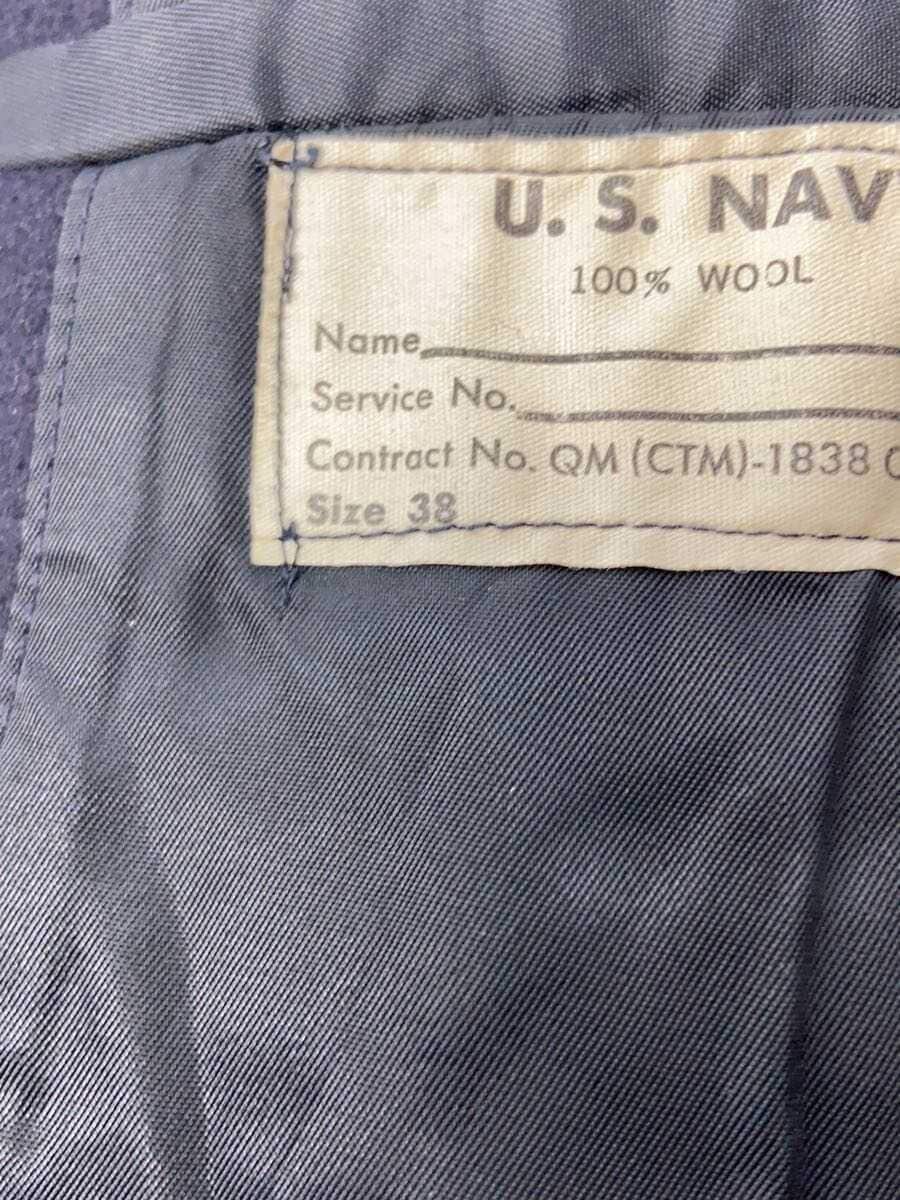 U. S. NAV
100% WOOL
Name
Service No.
Contract No. QM (CTM)-1838
Size 38